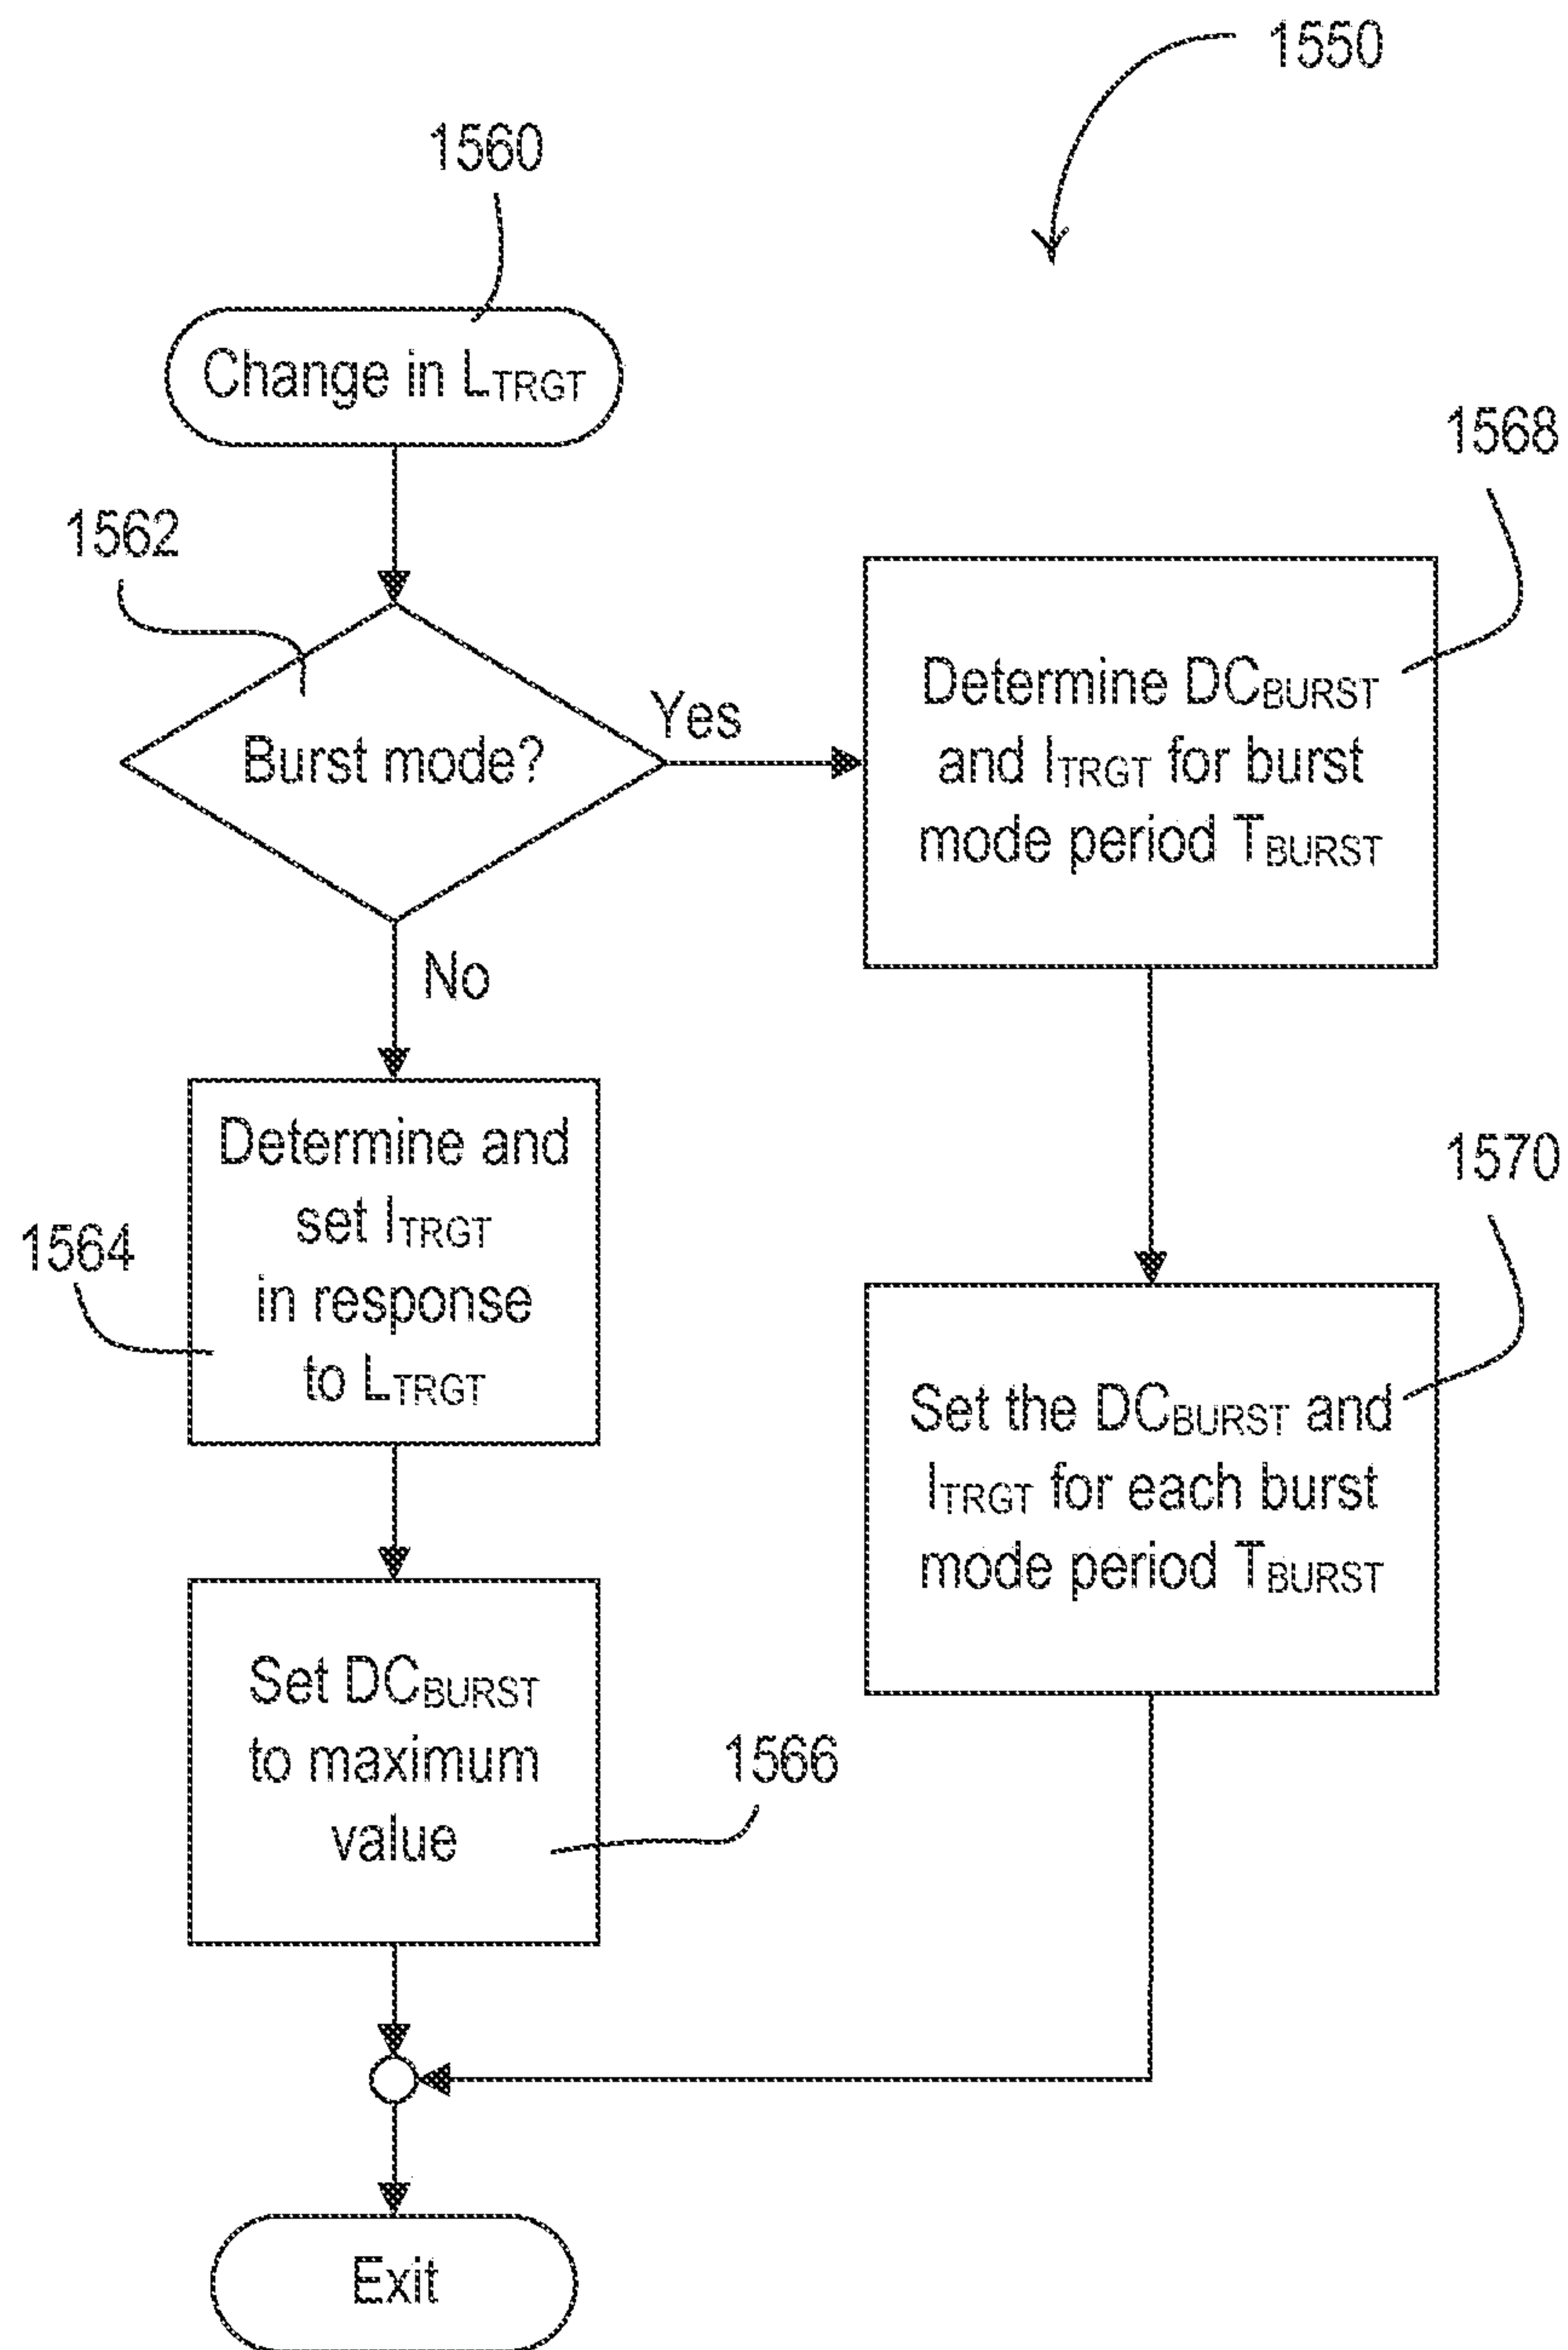 1550
1560
Change in LTRGT
1562
Burst mode?
Yes
No
1568
Determine DCBURST
and ITRGT for burst
mode period TBURST
1564
Determine and
set ITRGT
in response
to LTRGT
1570
Set the DCBURST and
ITRGT for each burst
mode period TBURST
Set DCBURST
to maximum
value
1566
Exit